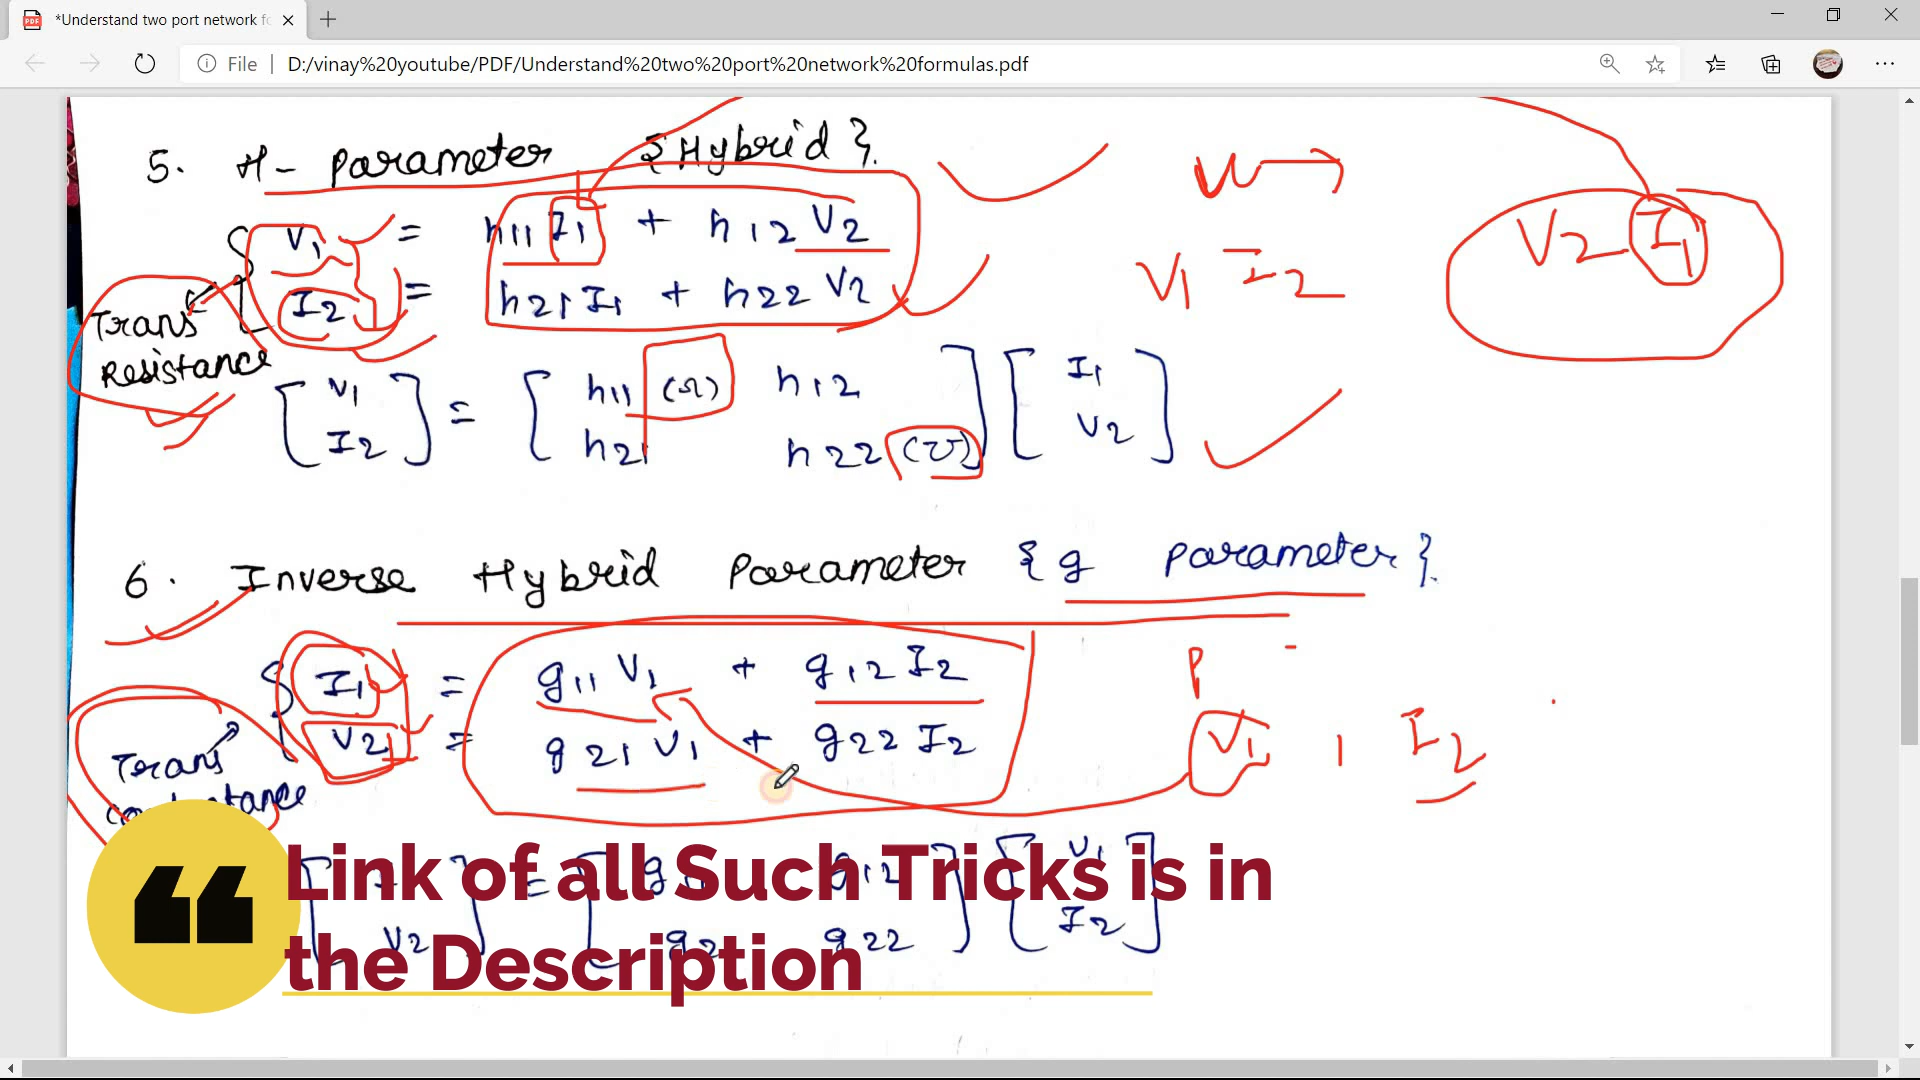 *Understand two port network fo
File
D:/vinay%20youtube/PDF/Understand%20two%20port%20network%20formulas.pdf
5. H- Parameter {Hybrid}.
V1 = h11 I1 + h12 V2
I2 = h21 I1 + h22 V2
Trans
Resistance
V1 I2
V2 I1
[V1 I2] = [h11 (Ω) h12
h21 h22 (℧)] [I1 V2]
6. Inverse Hybrid Parameter {g parameter}.
I1 = g11 V1 + g12 I2
V2 = g21 V1 + g22 I2
Trans
P
V1, I2
Link of all Such Tricks is in
the Description
V2 g22 I2